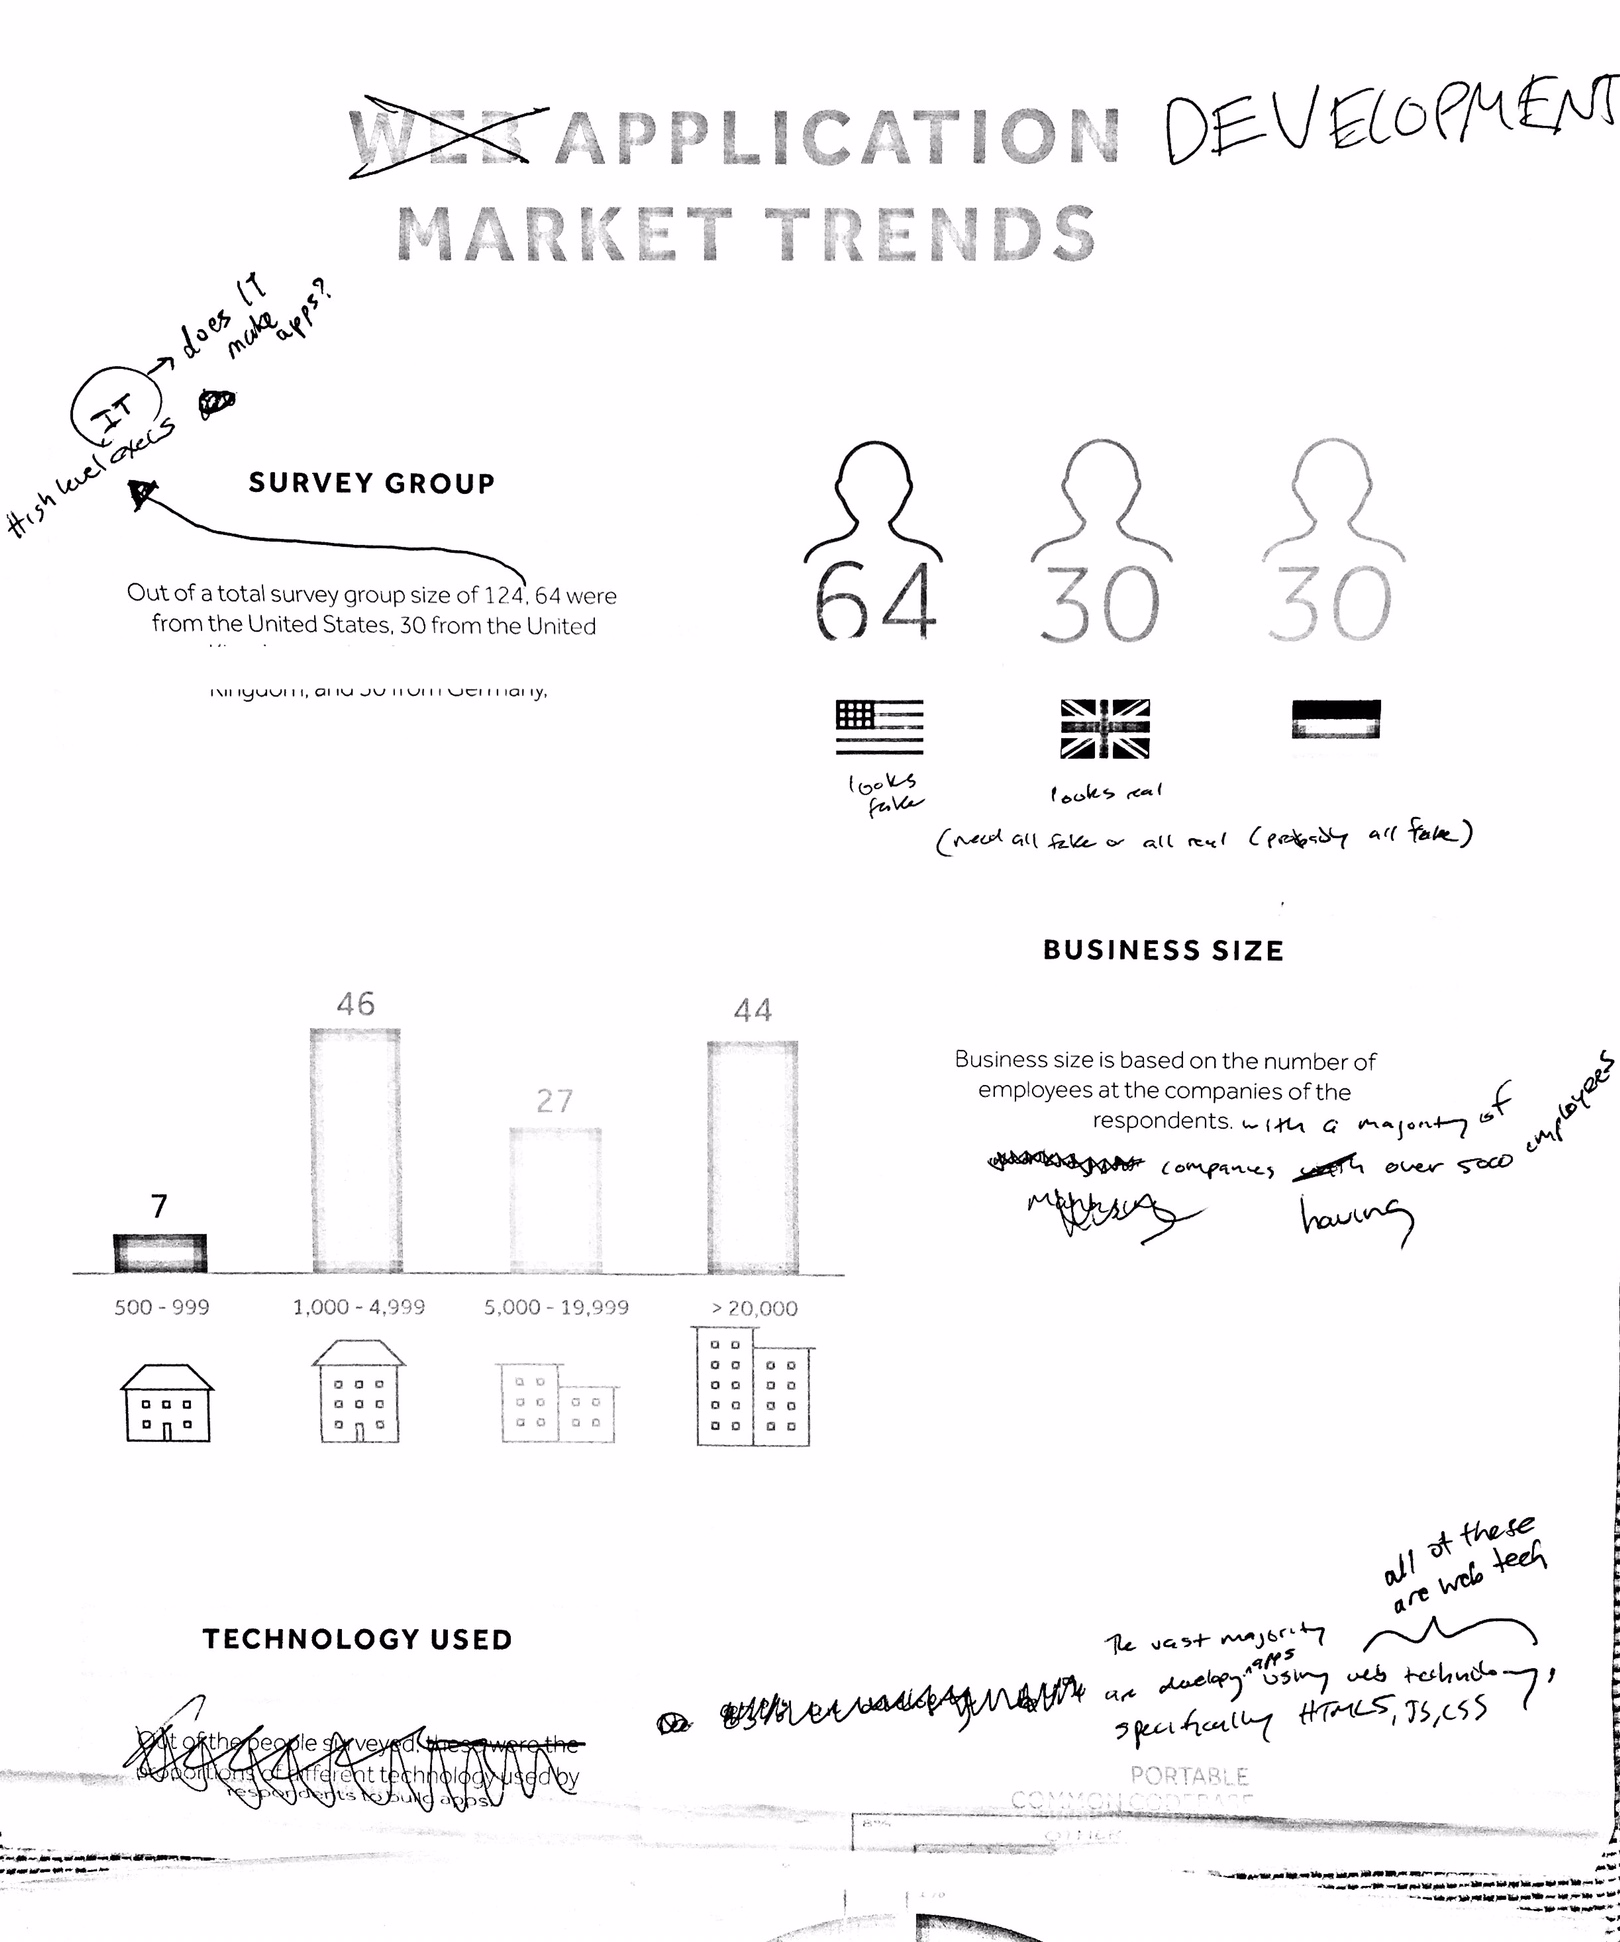 WEB APPLICATION DEVELOPMENT
MARKET TRENDS
does IT
make
apps?
IT
High level execs
SURVEY GROUP
Out of a total survey group size of 124, 64 were
from the United States, 30 from the United
Kingdom, and 30 from Germany,
64 30 30
looks
fake
looks real
(need all fake or all real (probably all fake)
BUSINESS SIZE
Business size is based on the number of
employees at the companies of the
respondents. with a majority of
companies with over 5000 employees
having
7 46 27 44
500 - 999 1,000 - 4,999 5,000 - 19,999 > 20,000
all of these
are web tech
TECHNOLOGY USED
The vast majority
are developing apps using web technology,
specifically HTML5, JS, CSS
Out of the people surveyed, these were the
proportions of different technology used by
respondents to build apps.
PORTABLE
COMMON CODEBASE
OTHER
8%